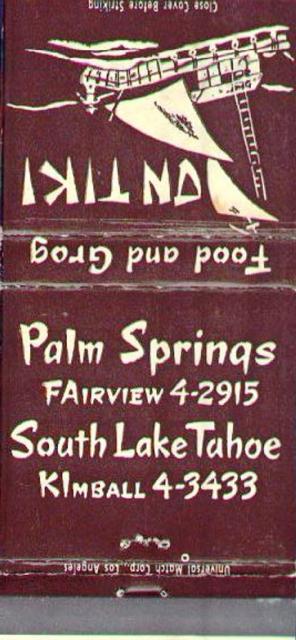 Close Cover Before Striking
ON TIKI
Food and Grog
Palm Springs
FAIRVIEW 4-2915
South Lake Tahoe
KIMBALL 4-3433
Universal Match Corp., Los Angeles